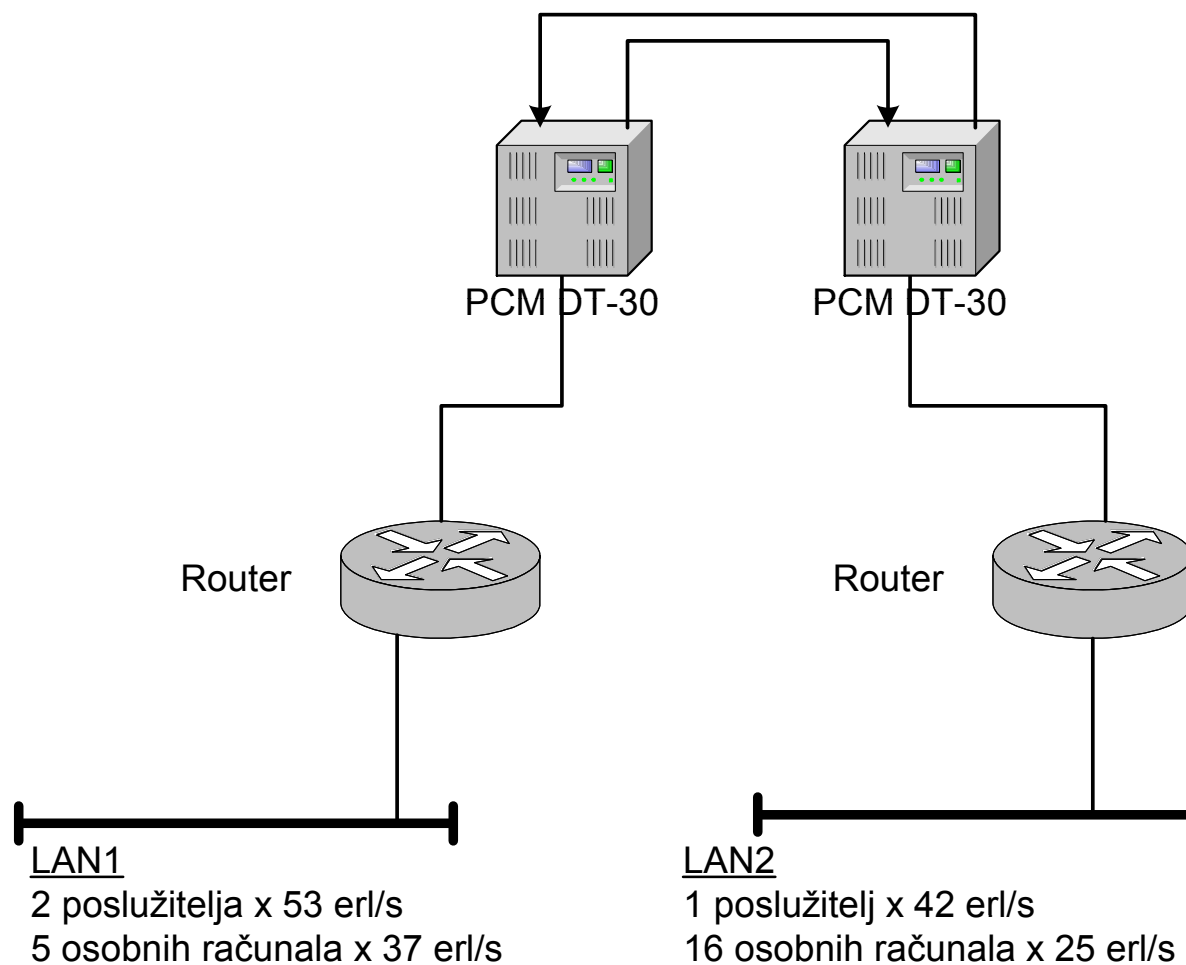 PCM DT-30
PCM DT-30
Router
Router
LAN1
2 poslužitelja x 53 erl/s
5 osobnih računala x 37 erl/s
LAN2
1 poslužitelj x 42 erl/s
16 osobnih računala x 25 erl/s